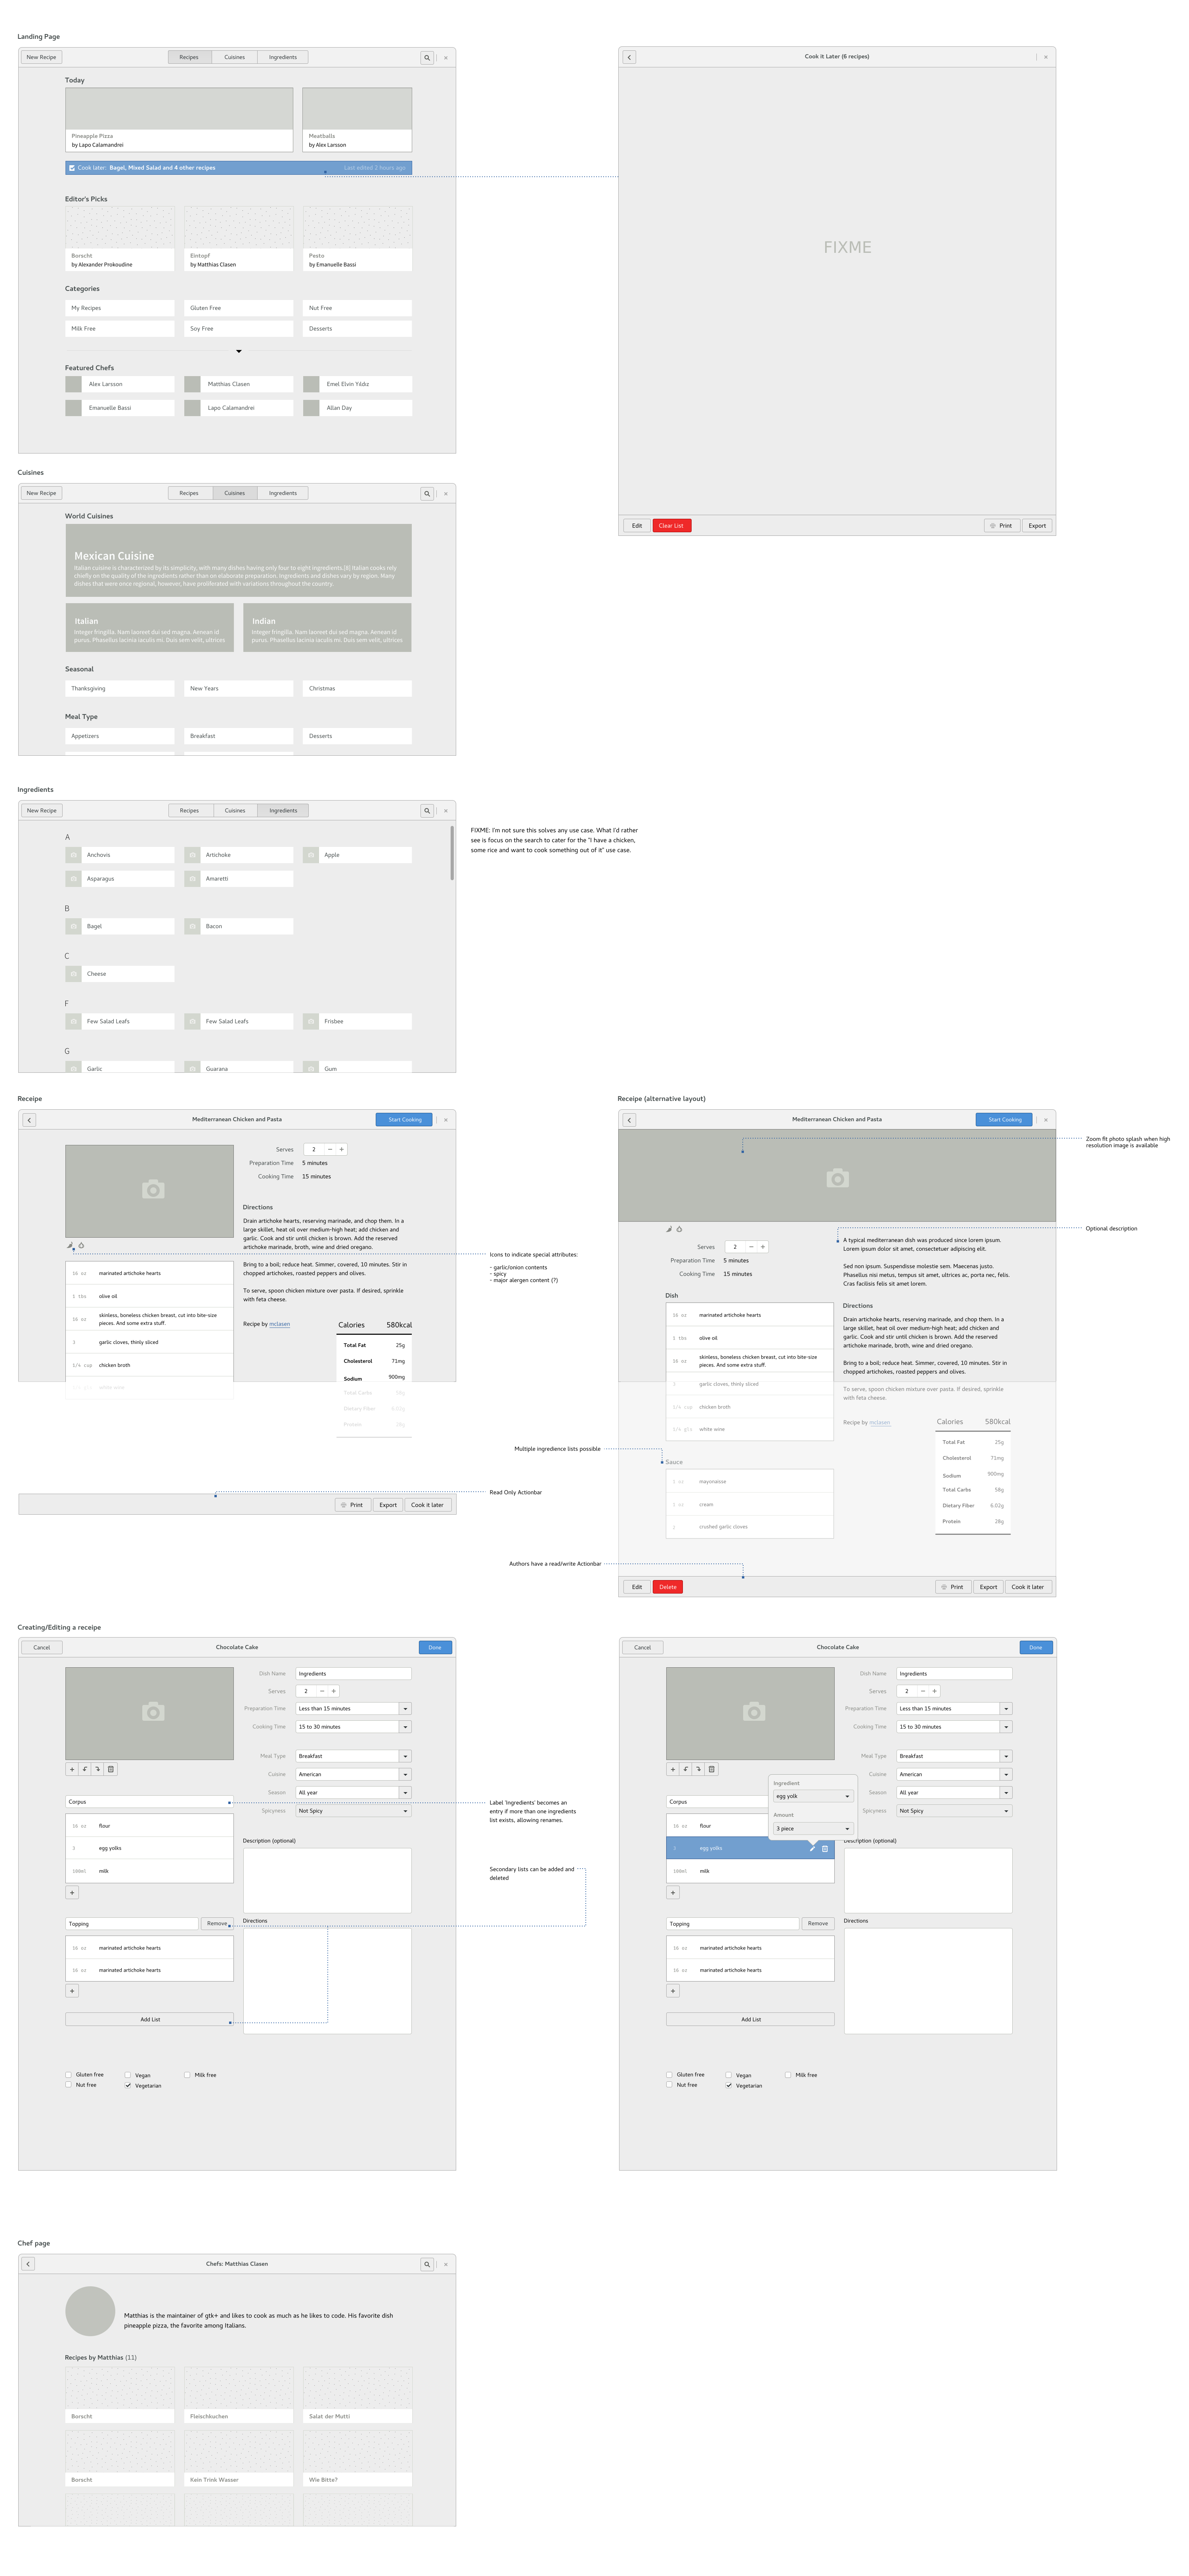 Landing Page
New Recipe
Recipes
Cuisines
Ingredients
Today
Pineapple Pizza
by Lapo Calamandrei
Meatballs
by Alex Larsson
Cook later: Bagel, Mixed Salad and 4 other recipes
Last edited 2 hours ago
Editor's Picks
Borscht
by Alexander Prokoudine
Eintopf
by Matthias Clasen
Pesto
by Emanuelle Bassi
Categories
My Recipes
Gluten Free
Nut Free
Milk Free
Soy Free
Desserts
Featured Chefs
Alex Larsson
Matthias Clasen
Emel Elvin Yıldız
Emanuelle Bassi
Lapo Calamandrei
Allan Day
Cook it Later (6 recipes)
FIXME
Edit
Clear List
Print
Export
Cuisines
New Recipe
Recipes
Cuisines
Ingredients
World Cuisines
Mexican Cuisine
Italian cuisine is characterized by its simplicity, with many dishes having only four to eight ingredients.[8] Italian cooks rely
chiefly on the quality of the ingredients rather than on elaborate preparation. Ingredients and dishes vary by region. Many
dishes that were once regional, however, have proliferated with variations throughout the country.
Italian
Integer fringilla. Nam laoreet dui sed magna. Aenean id
purus. Phasellus lacinia iaculis mi. Duis sem velit, ultrices
Indian
Integer fringilla. Nam laoreet dui sed magna. Aenean id
purus. Phasellus lacinia iaculis mi. Duis sem velit, ultrices
Seasonal
Thanksgiving
New Years
Christmas
Meal Type
Appetizers
Breakfast
Desserts
Ingredients
New Recipe
Recipes
Cuisines
Ingredients
A
Anchovis
Artichoke
Apple
Asparagus
Amaretti
B
Bagel
Bacon
C
Cheese
F
Few Salad Leafs
Few Salad Leafs
Frisbee
G
Garlic
Guarana
Gum
FIXME: I'm not sure this solves any use case. What I'd rather
see is focus on the search to cater for the "I have a chicken,
some rice and want to cook something out of it" use case.
Receipe
Mediterranean Chicken and Pasta
Start Cooking
Serves
2
Preparation Time
5 minutes
Cooking Time
15 minutes
Directions
Drain artichoke hearts, reserving marinade, and chop them. In a
large skillet, heat oil over medium-high heat; add chicken and
garlic. Cook and stir until chicken is brown. Add the reserved
artichoke marinade, broth, wine and dried oregano.
Bring to a boil; reduce heat. Simmer, covered, 10 minutes. Stir in
chopped artichokes, roasted peppers and olives.
To serve, spoon chicken mixture over pasta. If desired, sprinkle
with feta cheese.
16 oz marinated artichoke hearts
1 tbs olive oil
16 oz skinless, boneless chicken breast, cut into bite-size
pieces. And some extra stuff.
3 garlic cloves, thinly sliced
1/4 cup chicken broth
white wine
Recipe by mclasen
Calories 580kcal
Total Fat 25g
Cholesterol 71mg
Sodium 900mg
Total Carbs 58g
Dietary Fiber 6.02g
Protein 28g
Icons to indicate special attributes:
- garlic/onion contents
- spicy
- major alergen content (?)
Read Only Actionbar
Print
Export
Cook it later
Receipe (alternative layout)
Mediterranean Chicken and Pasta
Start Cooking
Zoom fit photo splash when high
resolution image is available
Optional description
Serves
2
Preparation Time
5 minutes
Cooking Time
15 minutes
A typical mediterranean dish was produced since lorem ipsum.
Lorem ipsum dolor sit amet, consectetuer adipiscing elit.
Sed non ipsum. Suspendisse molestie sem. Maecenas justo.
Phasellus nisi metus, tempus sit amet, ultrices ac, porta nec, felis.
Cras facilisis felis sit amet lorem.
Dish
16 oz marinated artichoke hearts
1 tbs olive oil
16 oz skinless, boneless chicken breast, cut into bite-size
pieces. And some extra stuff.
3 garlic cloves, thinly sliced
1/4 cup chicken broth
white wine
Directions
Drain artichoke hearts, reserving marinade, and chop them. In a
large skillet, heat oil over medium-high heat; add chicken and
garlic. Cook and stir until chicken is brown. Add the reserved
artichoke marinade, broth, wine and dried oregano.
Bring to a boil; reduce heat. Simmer, covered, 10 minutes. Stir in
chopped artichokes, roasted peppers and olives.
To serve, spoon chicken mixture over pasta. If desired, sprinkle
with feta cheese.
Recipe by mclasen
Calories 580kcal
Total Fat 25g
Cholesterol 71mg
Sodium 900mg
Total Carbs 58g
Dietary Fiber 6.02g
Protein 28g
Multiple ingredience lists possible
Sauce
mayonainse
cream
crushed garlic cloves
Authors have a read/write Actionbar
Edit
Delete
Print
Export
Cook it later
Creating/Editing a receipe
Cancel
Chocolate Cake
Done
Dish Name
Ingredients
Serves
2
Preparation Time
Less than 15 minutes
Cooking Time
15 to 30 minutes
Meal Type
Breakfast
Cuisine
American
Season
All year
Spicyness
Not Spicy
Corpus
16 oz flour
3 egg yolks
100ml milk
Description (optional)
Topping
Remove
Directions
16 oz marinated artichoke hearts
16 oz marinated artichoke hearts
Add List
Gluten free
Vegan
Milk free
Nut free
Vegetarian
Label 'Ingredients' becomes an
entry if more than one ingredients
list exists, allowing renames.
Secondary lists can be added and
deleted
Cancel
Chocolate Cake
Done
Dish Name
Ingredients
Serves
2
Preparation Time
Less than 15 minutes
Cooking Time
15 to 30 minutes
Meal Type
Breakfast
Cuisine
American
Season
All year
Spicyness
Not Spicy
Ingredient
egg yolk
Amount
3 piece
Corpus
16 oz flour
3 egg yolks
100ml milk
Description (optional)
Topping
Remove
Directions
16 oz marinated artichoke hearts
16 oz marinated artichoke hearts
Add List
Gluten free
Vegan
Milk free
Nut free
Vegetarian
Chef page
Chefs: Matthias Clasen
Matthias is the maintainer of gtk+ and likes to cook as much as he likes to code. His favorite dish
pineapple pizza, the favorite among Italians.
Recipes by Matthias (11)
Borscht
Fleischkuchen
Salat der Mutti
Borscht
Kein Trink Wasser
Wie Bitte?